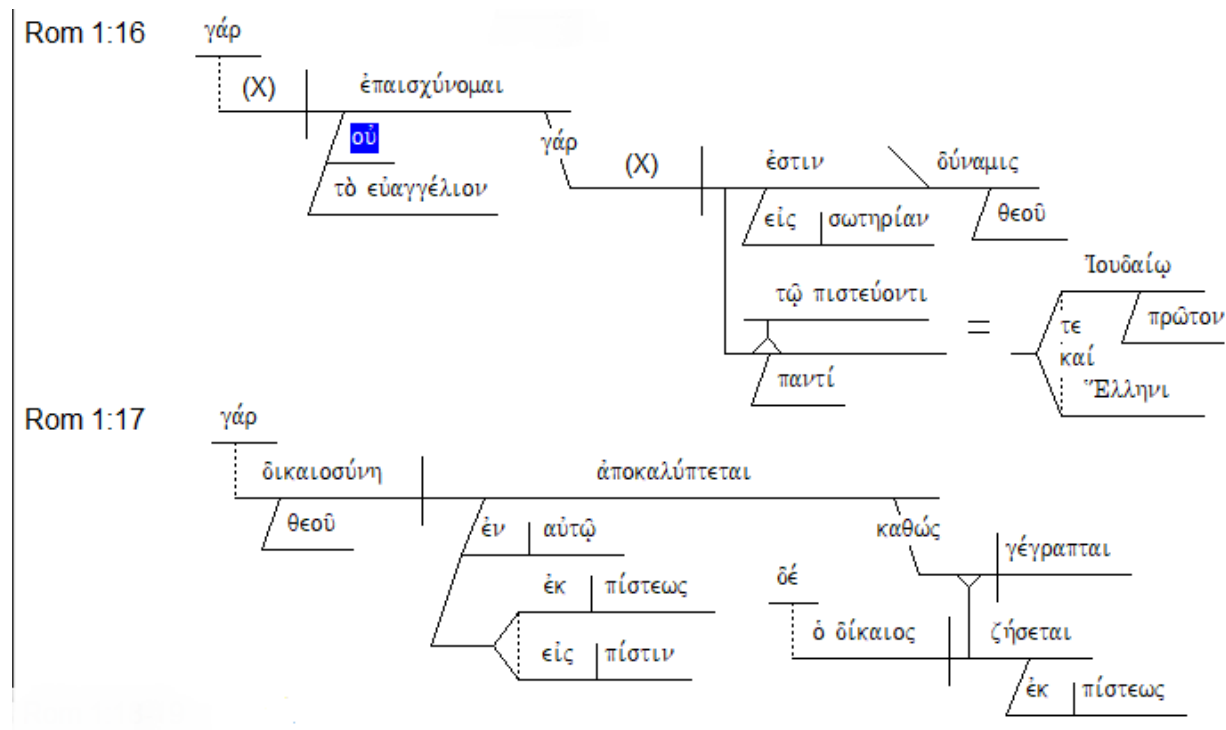 Rom 1:16
γάρ
(X) ἐπαισχύνομαι
οὐ
τὸ εὐαγγέλιον
γάρ
(X) ἐστιν δύναμις
εἰς σωτηρίαν θεοῦ
τῷ πιστεύοντι
παντί
=
Ἰουδαίῳ
πρῶτον
τε
καί
Ἕλληνι
Rom 1:17
γάρ
δικαιοσύνη ἀποκαλύπτεται
θεοῦ
ἐν αὐτῷ
ἐκ πίστεως
εἰς πίστιν
καθώς
γέγραπται
δέ
ὁ δίκαιος ζήσεται
ἐκ πίστεως